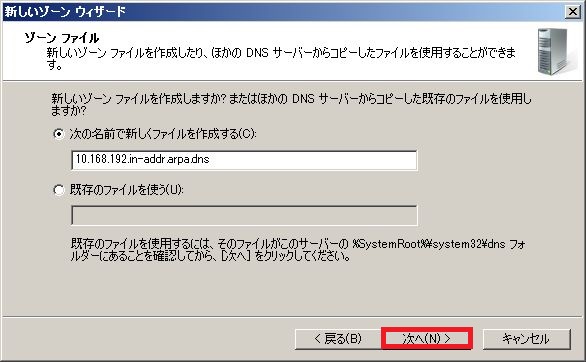 新しいゾーン ウィザード
ゾーン ファイル
新しいゾーン ファイルを作成したり、ほかの DNS サーバーからコピーしたファイルを使用することができま
す。
新しいゾーン ファイルを作成しますか? またはほかの DNS サーバーからコピーした既存のファイルを使用し
ますか?
次の名前で新しくファイルを作成する(C):
10.168.192.in-addr.arpa.dns
既存のファイルを使う(U):
既存のファイルを使用するには、そのファイルがこのサーバーの %SystemRoot%¥system32¥dns フォ
ルダーにあることを確認してから、[次へ] をクリックしてください。
< 戻る(B)
次へ(N) >
キャンセル